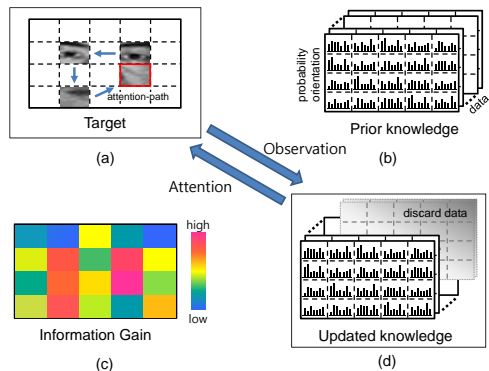 attention-path
Target
(a)
probability
orientation
data
Prior knowledge
(b)
Observation
Attention
high
low
Information Gain
(c)
discard data
Updated knowledge
(d)